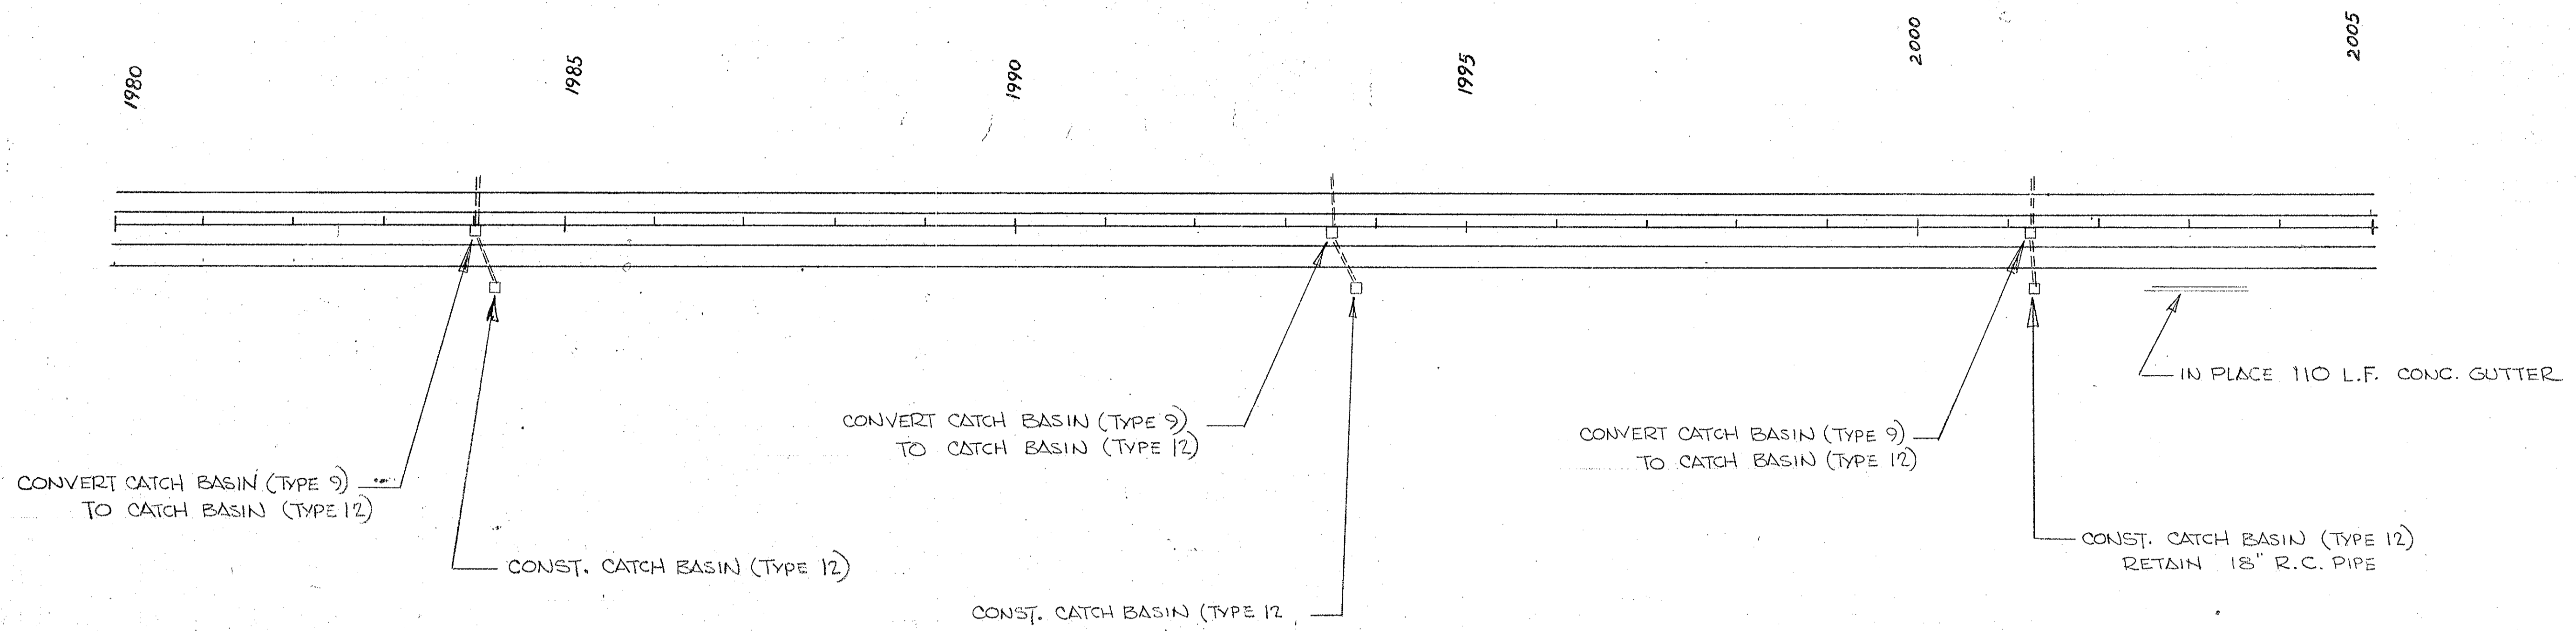 1980
1985
1990
1995
2000
2005
CONVERT CATCH BASIN (TYPE 9)
TO CATCH BASIN (TYPE 12)
CONST. CATCH BASIN (TYPE 12)
CONVERT CATCH BASIN (TYPE 9)
TO CATCH BASIN (TYPE 12)
CONST. CATCH BASIN (TYPE 12
CONVERT CATCH BASIN (TYPE 9)
TO CATCH BASIN (TYPE 12)
CONST. CATCH BASIN (TYPE 12)
RETAIN 18" R.C. PIPE
IN PLACE 110 L.F. CONC. GUTTER